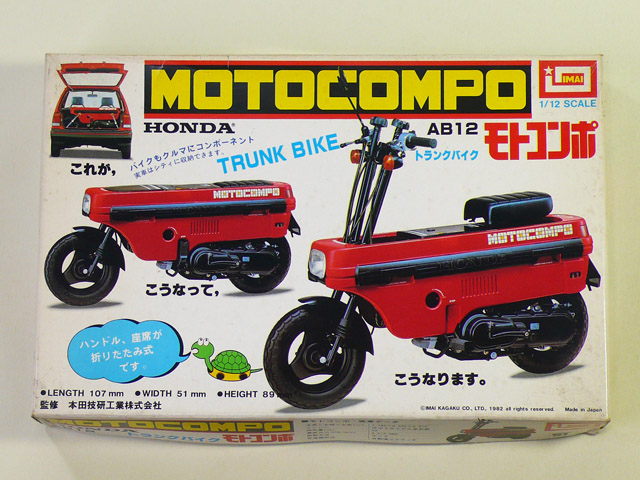 MOTOCOMPO
IMAI
1/12 SCALE
HONDA
AB12
モトコンポ
トランクバイク
TRUNK BIKE
バイクもクルマにコンポーネント
実車はシティに収納できます。
これが,
MOTOCOMPO
MOTOCOMPO
こうなって,
ハンドル、座席が
折りたたみ式
です。
こうなります。
●LENGTH 107mm ●WIDTH 51mm ●HEIGHT 89
監修 本田技研工業株式会社
©IMAI KAGAKU CO., LTD., 1982 all rights reserved.
Made in Japan
HONDA トランクバイク モトコンポ